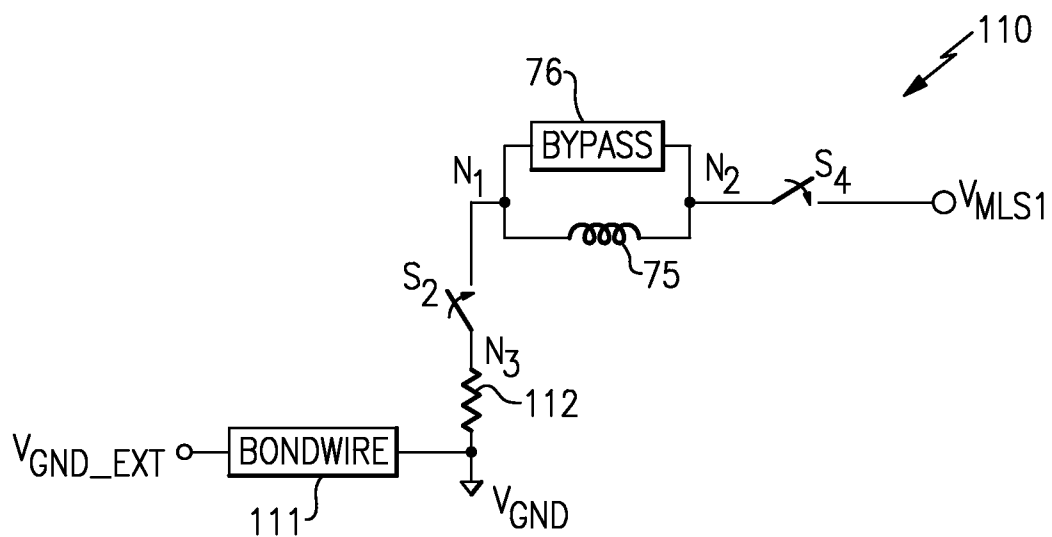 110
76
BYPASS
N1
N2
S4
VMLS1
75
S2
N3
112
VGND_EXT
BONDWIRE
111
VGND